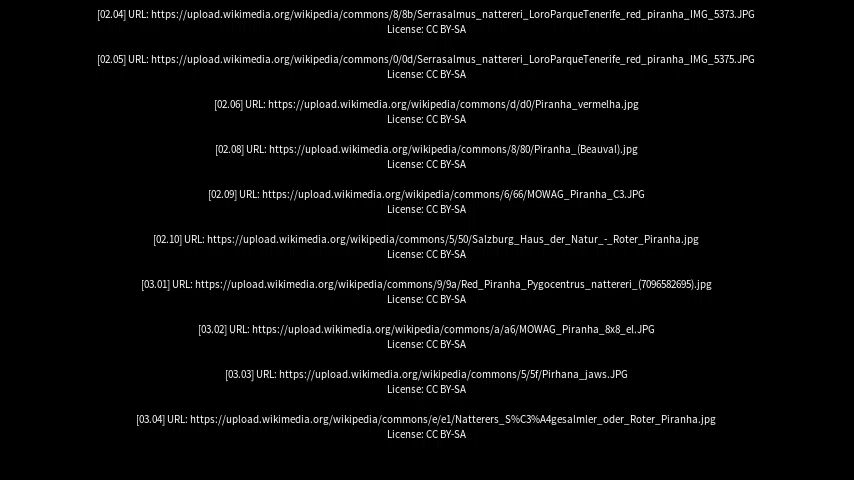 [02.04] URL: https://upload.wikimedia.org/wikipedia/commons/8/8b/Serrasalmus_nattereri_LoroParqueTenerife_red_piranha_IMG_5373.JPG
License: CC BY-SA
[02.05] URL: https://upload.wikimedia.org/wikipedia/commons/0/0d/Serrasalmus_nattereri_LoroParqueTenerife_red_piranha_IMG_5375.JPG
License: CC BY-SA
[02.06] URL: https://upload.wikimedia.org/wikipedia/commons/d/d0/Piranha_vermelha.jpg
License: CC BY-SA
[02.08] URL: https://upload.wikimedia.org/wikipedia/commons/8/80/Piranha_(Beauval).jpg
License: CC BY-SA
[02.09] URL: https://upload.wikimedia.org/wikipedia/commons/6/66/MOWAG_Piranha_C3.JPG
License: CC BY-SA
[02.10] URL: https://upload.wikimedia.org/wikipedia/commons/5/50/Salzburg_Haus_der_Natur_-_Roter_Piranha.jpg
License: CC BY-SA
[03.01] URL: https://upload.wikimedia.org/wikipedia/commons/9/9a/Red_Piranha_Pygocentrus_nattereri_(7096582695).jpg
License: CC BY-SA
[03.02] URL: https://upload.wikimedia.org/wikipedia/commons/a/a6/MOWAG_Piranha_8x8_el.JPG
License: CC BY-SA
[03.03] URL: https://upload.wikimedia.org/wikipedia/commons/5/5f/Pirhana_jaws.JPG
License: CC BY-SA
[03.04] URL: https://upload.wikimedia.org/wikipedia/commons/e/e1/Natterers_S%C3%A4gesalmler_oder_Roter_Piranha.jpg
License: CC BY-SA